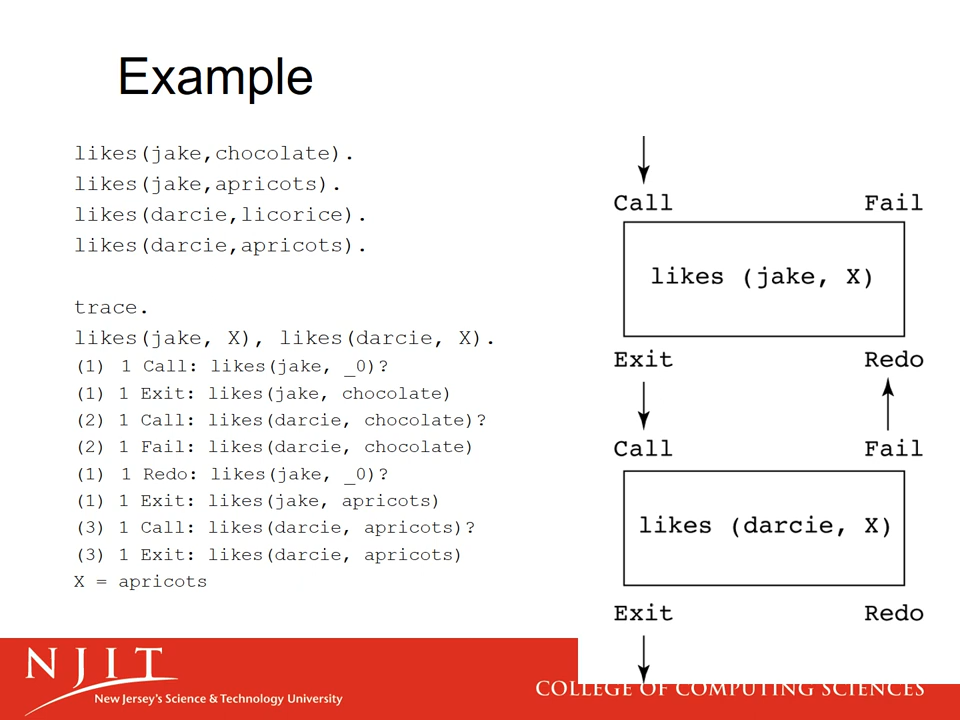 Example
likes(jake,chocolate).
likes(jake,apricots).
likes(darcie,licorice).
likes(darcie,apricots).
trace.
likes(jake, X), likes(darcie, X).
(1) 1 Call: likes(jake, _0)?
(1) 1 Exit: likes(jake, chocolate)
(2) 1 Call: likes(darcie, chocolate)?
(2) 1 Fail: likes(darcie, chocolate)
(1) 1 Redo: likes(jake, _0)?
(1) 1 Exit: likes(jake, apricots)
(3) 1 Call: likes(darcie, apricots)?
(3) 1 Exit: likes(darcie, apricots)
X = apricots
Call Fail
likes (jake, X)
Exit Redo
Call Fail
likes (darcie, X)
Exit Redo
NJIT
New Jersey's Science & Technology University
COLLEGE OF COMPUTING SCIENCES